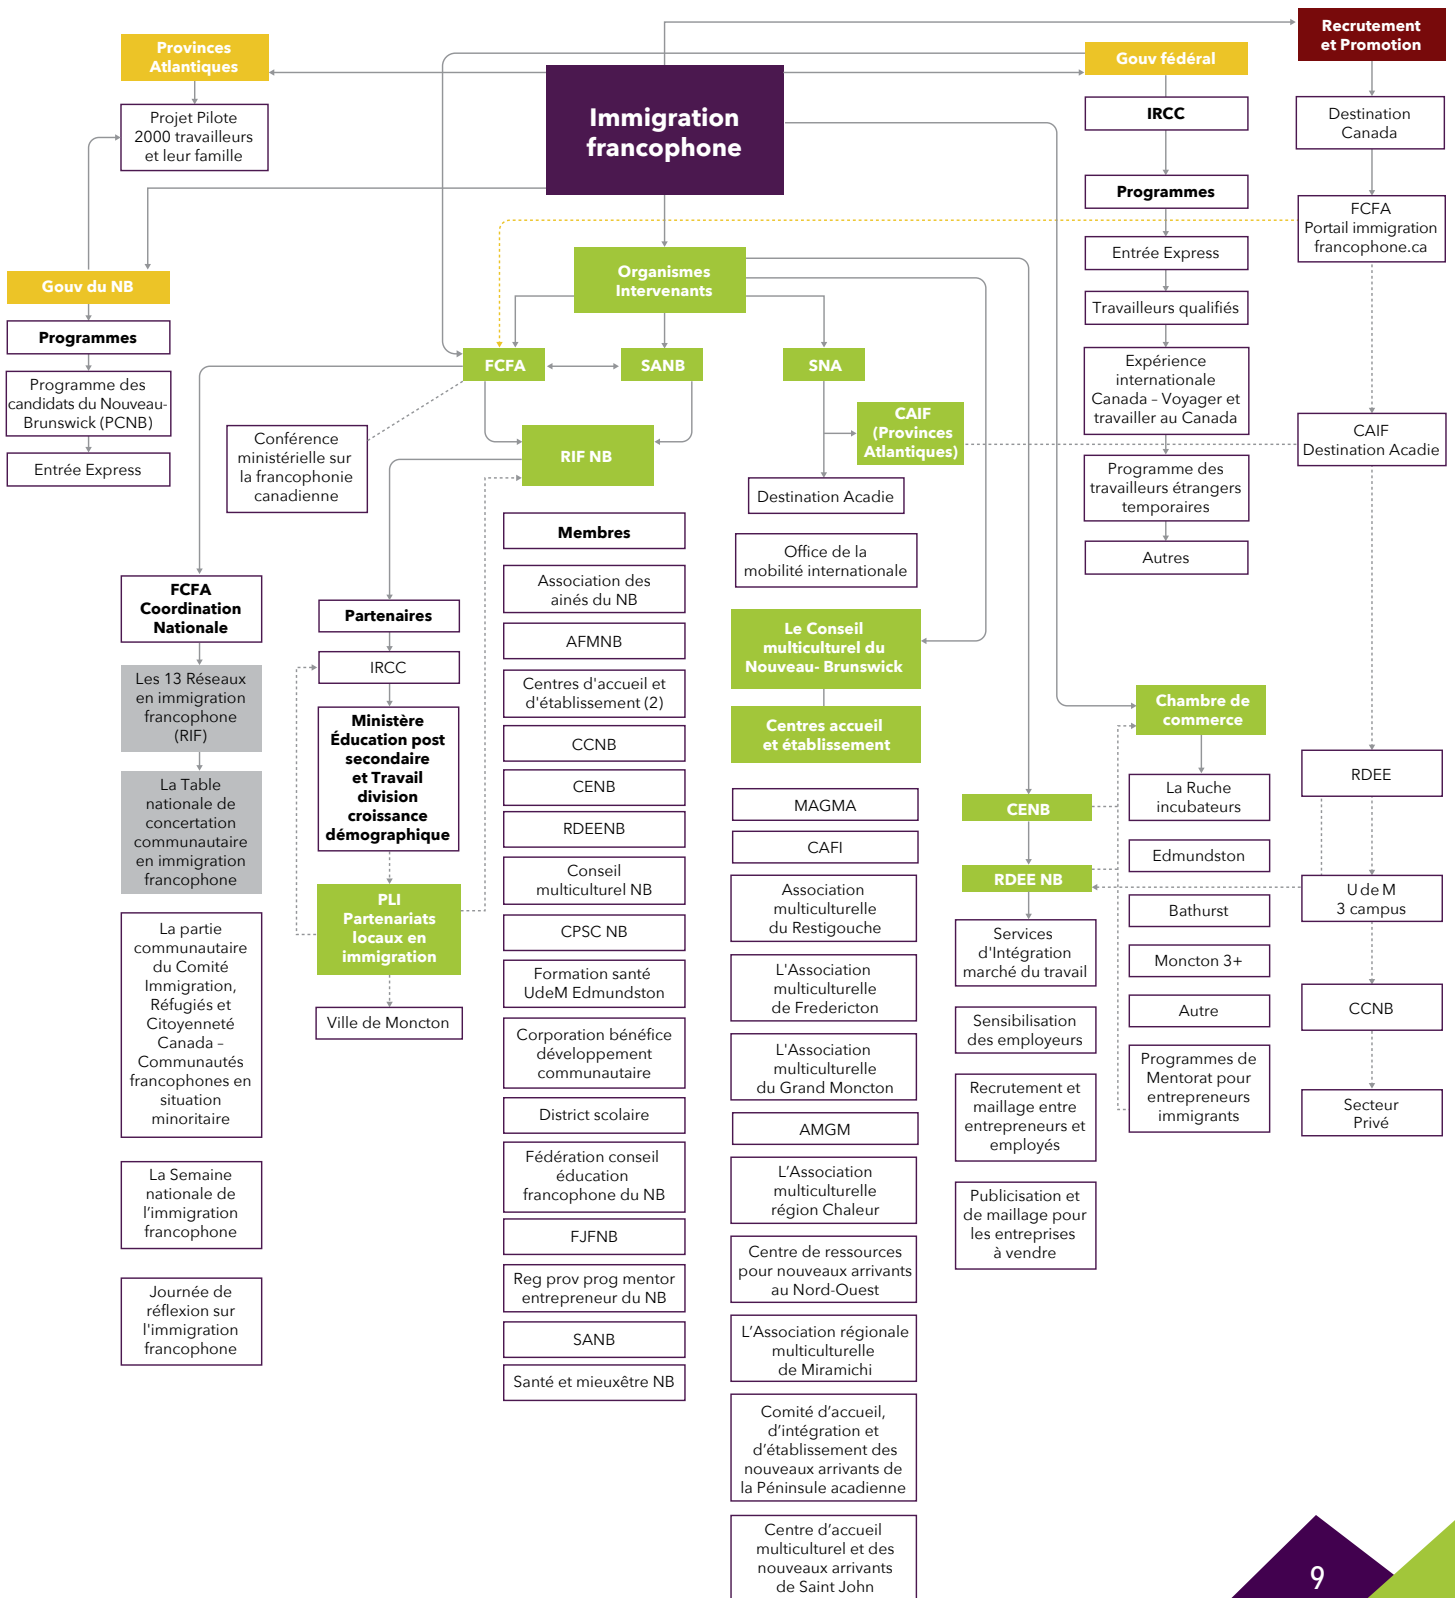 Immigration
francophone
Recrutement
et Promotion
Destination
Canada
FCFA
Portail immigration
francophone.ca
CAIF
Destination Acadie
RDEE
U de M
3 campus
CCNB
Secteur
Privé
Provinces
Atlantiques
Projet Pilote
2000 travailleurs
et leur famille
Gouv du NB
Programmes
Programme des
candidats du Nouveau-
Brunswick (PCNB)
Entrée Express
Gouv fédéral
IRCC
Programmes
Entrée Express
Travailleurs qualifiés
Expérience
internationale
Canada – Voyager et
travailler au Canada
Programme des
travailleurs étrangers
temporaires
Autres
Organismes
Intervenants
FCFA
SANB
SNA
CAIF
(Provinces
Atlantiques)
Destination Acadie
Office de la
mobilité internationale
Conférence
ministérielle sur
la francophonie
canadienne
RIF NB
Membres
Association des
ainés du NB
AFMNB
Centres d'accueil et
d'établissement (2)
CCNB
CENB
RDEENB
Conseil
multiculturel NB
CPSC NB
Formation santé
UdeM Edmundston
Corporation bénéfice
développement
communautaire
District scolaire
Fédération conseil
éducation
francophone du NB
FJFNB
Reg prov prog mentor
entrepreneur du NB
SANB
Santé et mieuxêtre NB
FCFA
Coordination
Nationale
Les 13 Réseaux
en immigration
francophone
(RIF)
La Table
nationale de
concertation
communautaire
en immigration
francophone
La partie
communautaire
du Comité
Immigration,
Réfugiés et
Citoyenneté
Canada –
Communautés
francophones en
situation
minoritaire
La Semaine
nationale de
l’immigration
francophone
Journée de
réflexion sur
l'immigration
francophone
Partenaires
IRCC
Ministère
Éducation post
secondaire
et Travail
division
croissance
démographique
PLI
Partenariats
locaux en
immigration
Ville de Moncton
Le Conseil
multiculturel du
Nouveau- Brunswick
Centres accueil
et établissement
MAGMA
CAFI
Association
multiculturelle
du Restigouche
L'Association
multiculturelle
de Fredericton
L'Association
multiculturelle
du Grand Moncton
AMGM
L’Association
multiculturelle
région Chaleur
Centre de ressources
pour nouveaux arrivants
au Nord-Ouest
L’Association régionale
multiculturelle
de Miramichi
Comité d’accueil,
d’intégration et
d’établissement des
nouveaux arrivants de
la Péninsule acadienne
Centre d’accueil
multiculturel et des
nouveaux arrivants
de Saint John
CENB
RDEE NB
Services
d'Intégration
marché du travail
Sensibilisation
des employeurs
Recrutement et
maillage entre
entrepreneurs et
employés
Publicisation et
de maillage pour
les entreprises
à vendre
Chambre de
commerce
La Ruche
incubateurs
Edmundston
Bathurst
Moncton 3+
Autre
Programmes de
Mentorat pour
entrepreneurs
immigrants
9